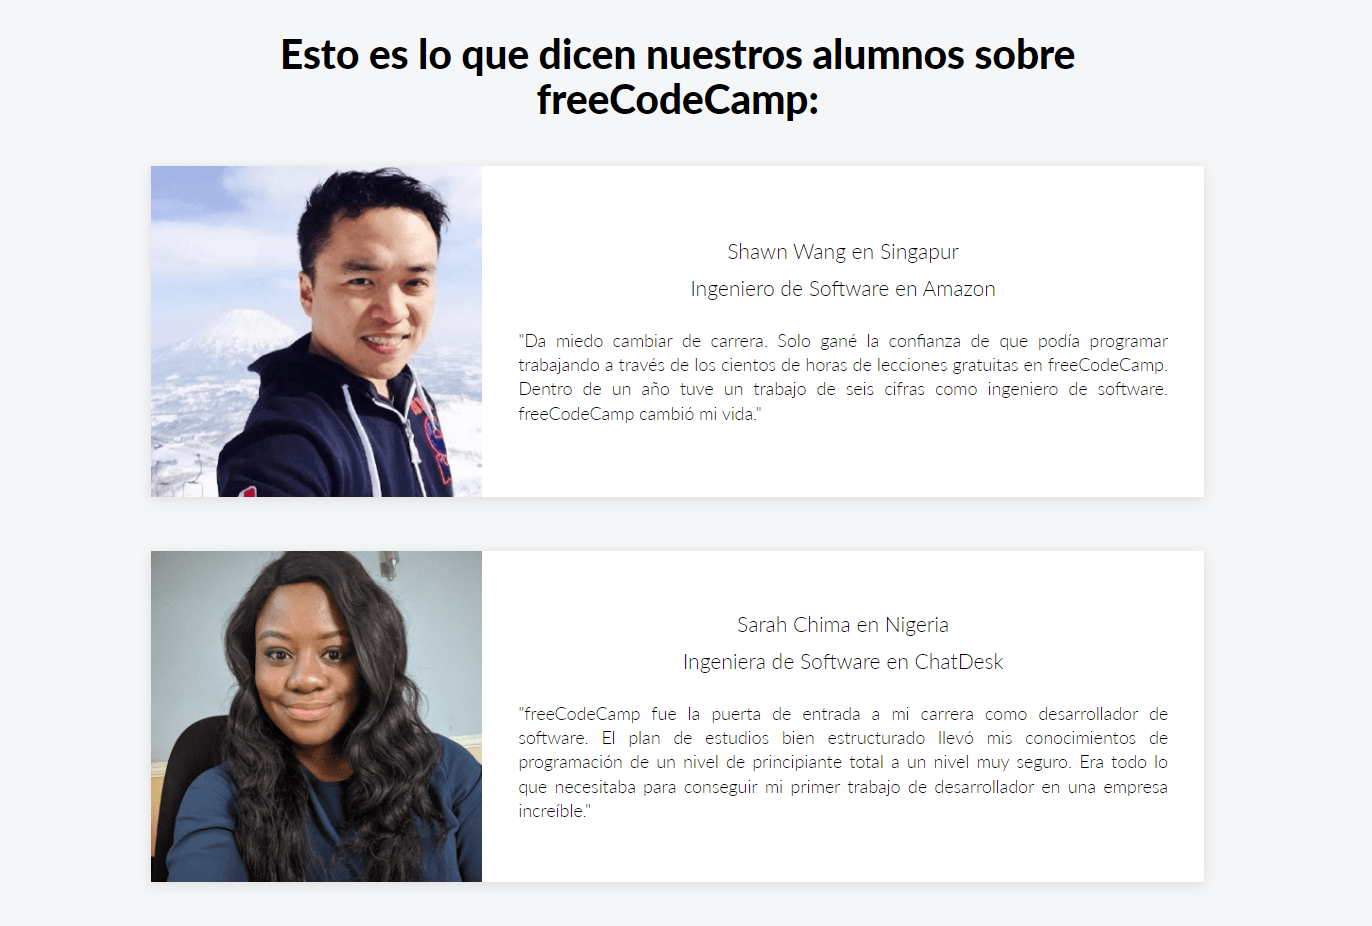 Esto es lo que dicen nuestros alumnos sobre
freeCodeCamp:
Shawn Wang en Singapur
Ingeniero de Software en Amazon
"Da miedo cambiar de carrera. Solo gané la confianza de que podía programar
trabajando a través de los cientos de horas de lecciones gratuitas en freeCodeCamp.
Dentro de un año tuve un trabajo de seis cifras como ingeniero de software.
freeCodeCamp cambió mi vida."
Sarah Chima en Nigeria
Ingeniera de Software en ChatDesk
"freeCodeCamp fue la puerta de entrada a mi carrera como desarrollador de
software. El plan de estudios bien estructurado llevó mis conocimientos de
programación de un nivel de principiante total a un nivel muy seguro. Era todo lo
que necesitaba para conseguir mi primer trabajo de desarrollador en una empresa
increíble."